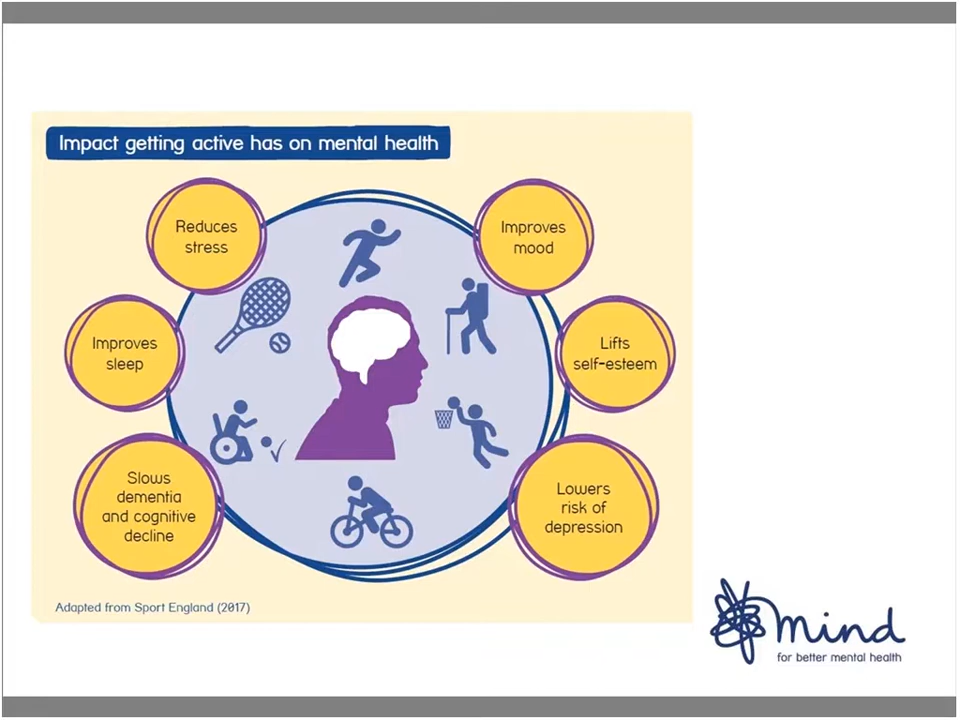 Impact getting active has on mental health
Reduces
stress
Improves
mood
Improves
sleep
Lifts
self-esteem
Slows
dementia
and cognitive
decline
Lowers
risk of
depression
Adapted from Sport England (2017)
mind
for better mental health